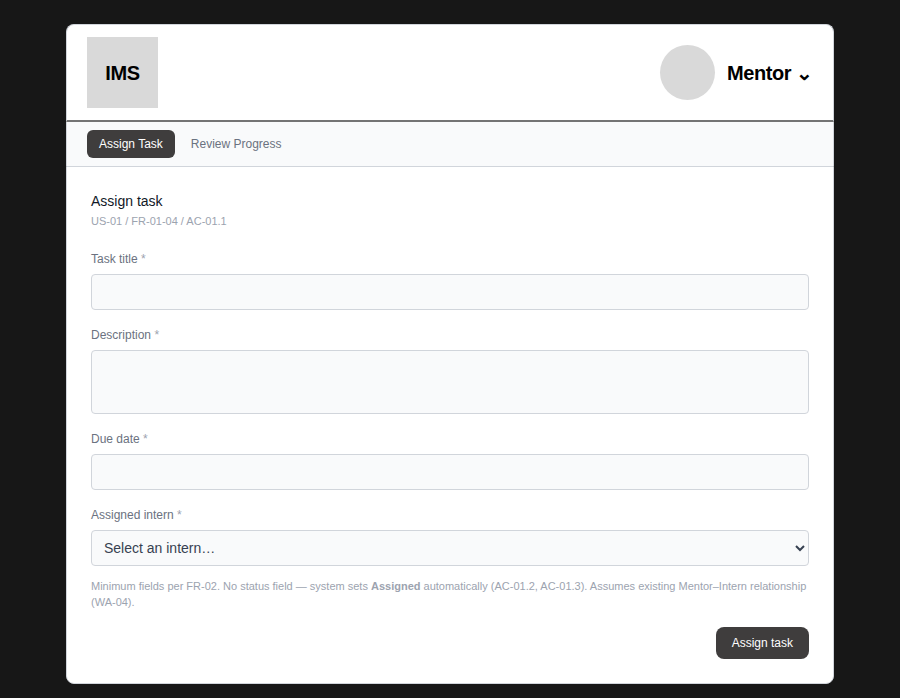 IMS
Mentor
Assign Task
Review Progress
Assign task
US-01 / FR-01-04 / AC-01.1
Task title *
Description *
Due date *
Assigned intern *
Select an intern…
Minimum fields per FR-02. No status field — system sets Assigned automatically (AC-01.2, AC-01.3). Assumes existing Mentor–Intern relationship
(WA-04).
Assign task